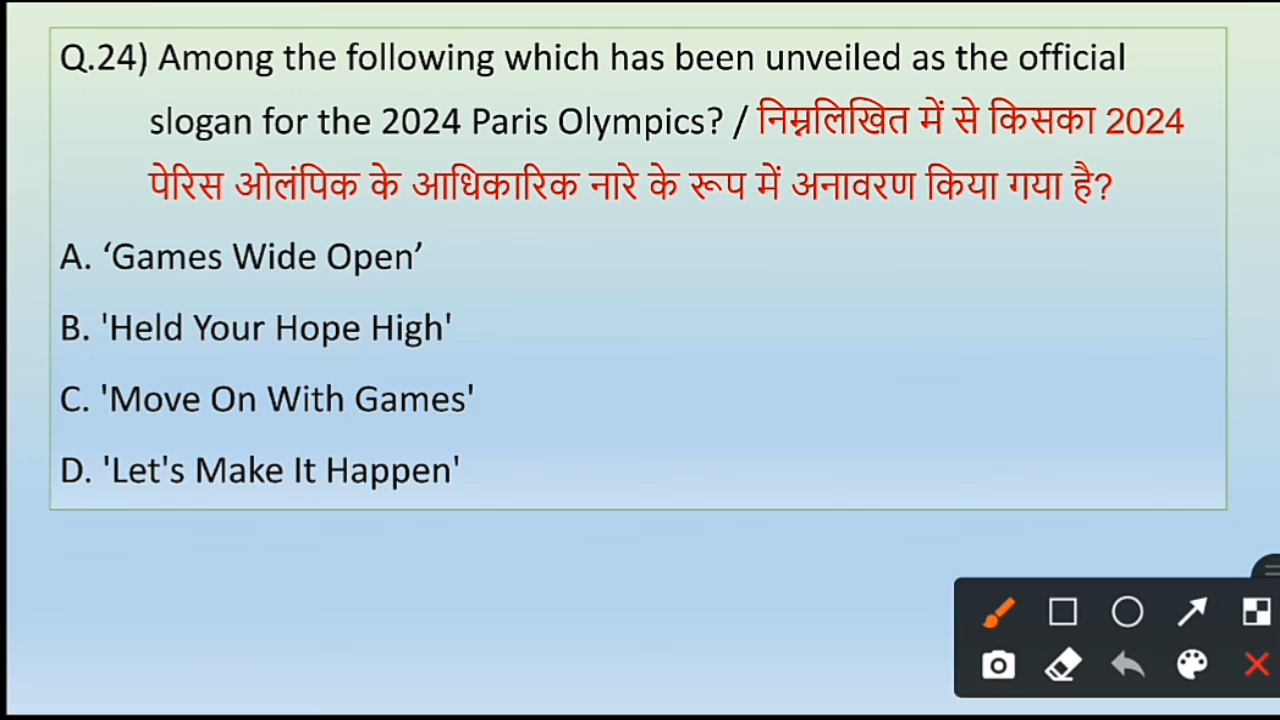 Q.24) Among the following which has been unveiled as the official
slogan for the 2024 Paris Olympics? / निम्नलिखित में से किसका 2024
पेरिस ओलंपिक के आधिकारिक नारे के रूप में अनावरण किया गया है?
A. ‘Games Wide Open’
B. 'Held Your Hope High'
C. 'Move On With Games'
D. 'Let's Make It Happen'